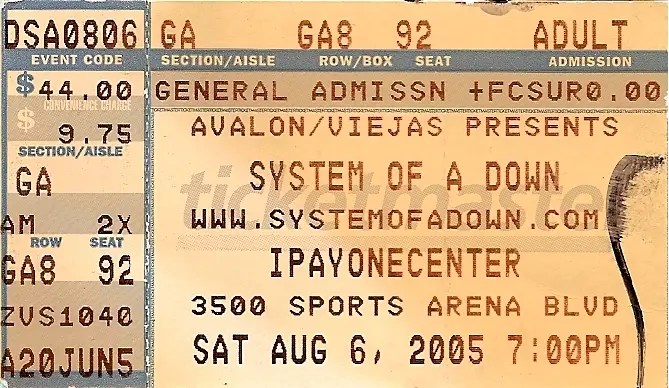 DSA0806
EVENT CODE
$44.00
CONVENIENCE CHARGE
$ 9.75
SECTION/AISLE
GA
AM 2X
ROW SEAT
GA8 92
ZVS1040
A20JUN5
GA GA8 92 ADULT
SECTION/AISLE ROW/BOX SEAT ADMISSION
GENERAL ADMISSN +FCSUR0.00
AVALON/VIEJAS PRESENTS
SYSTEM OF A DOWN
WWW.SYSTEMOFADOWN.COM
IPAYONECENTER
3500 SPORTS ARENA BLVD
SAT AUG 6, 2005 7:00PM
ticketmaster